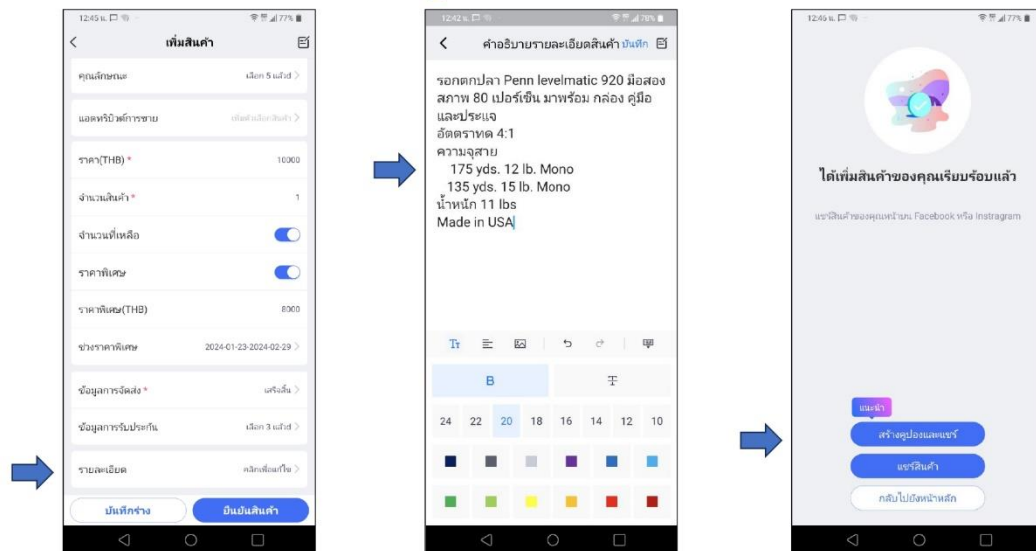 12:45 น.
77%
เพิ่มสินค้า
คุณลักษณะ
เลือก 5 แล้ว >
แอตทริบิวต์การขาย
ราคา(THB) *
10000
จำนวนสินค้า *
1
จำนวนที่เหลือ
ราคาพิเศษ
ราคาพิเศษ(THB)
8000
ช่วงราคาพิเศษ
2024-01-23-2024-02-29 >
ข้อมูลการจัดส่ง *
เสร็จสิ้น >
ข้อมูลการรับประกัน
เลือก 3 แล้ว >
รายละเอียด
คลิกเพื่อแก้ไข >
บันทึกร่าง
ยืนยันสินค้า
12:42 น.
78%
คำอธิบายรายละเอียดสินค้า บันทึก
รอกตกปลา Penn levelmatic 920 มือสอง
สภาพ 80 เปอร์เซ็น มาพร้อม กล่อง คู่มือ
และประแจ
อัตตราทด 4:1
ความจุสาย
175 yds. 12 lb. Mono
135 yds. 15 lb. Mono
น้ำหนัก 11 lbs
Made in USA
Tт
B
T
24 22 20 18 16 14 12 10
12:46 น.
77%
ได้เพิ่มสินค้าของคุณเรียบร้อบแล้ว
แชร์สินค้าของคุณหน้าบน Facebook หรือ Instragram
แนะนำ
สร้างคูปองและแชร์
แชร์สินค้า
กลับไปยังหน้าหลัก